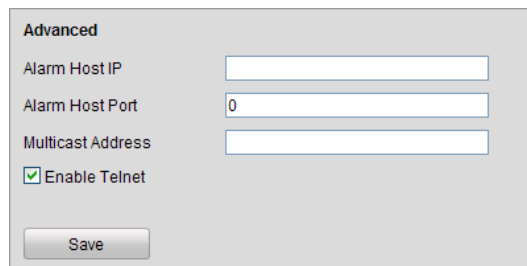 Advanced
Alarm Host IP
Alarm Host Port 0
Multicast Address
Enable Telnet
Save